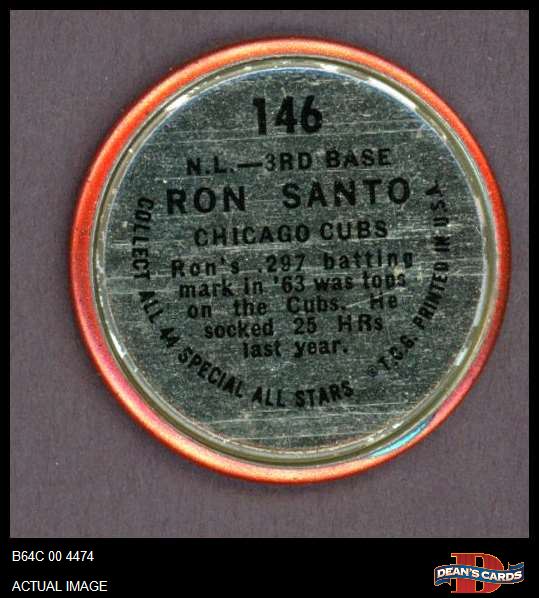 146
N.L.—3RD BASE
RON SANTO
CHICAGO CUBS
Ron's .297 batting
mark in '63 was tops
on the Cubs. He
socked 25 HRs
last year.
COLLECT ALL 44 SPECIAL ALL STARS
©T.C.G. PRINTED IN U.S.A.
B64C 00 4474
ACTUAL IMAGE
D
DEAN'S CARDS